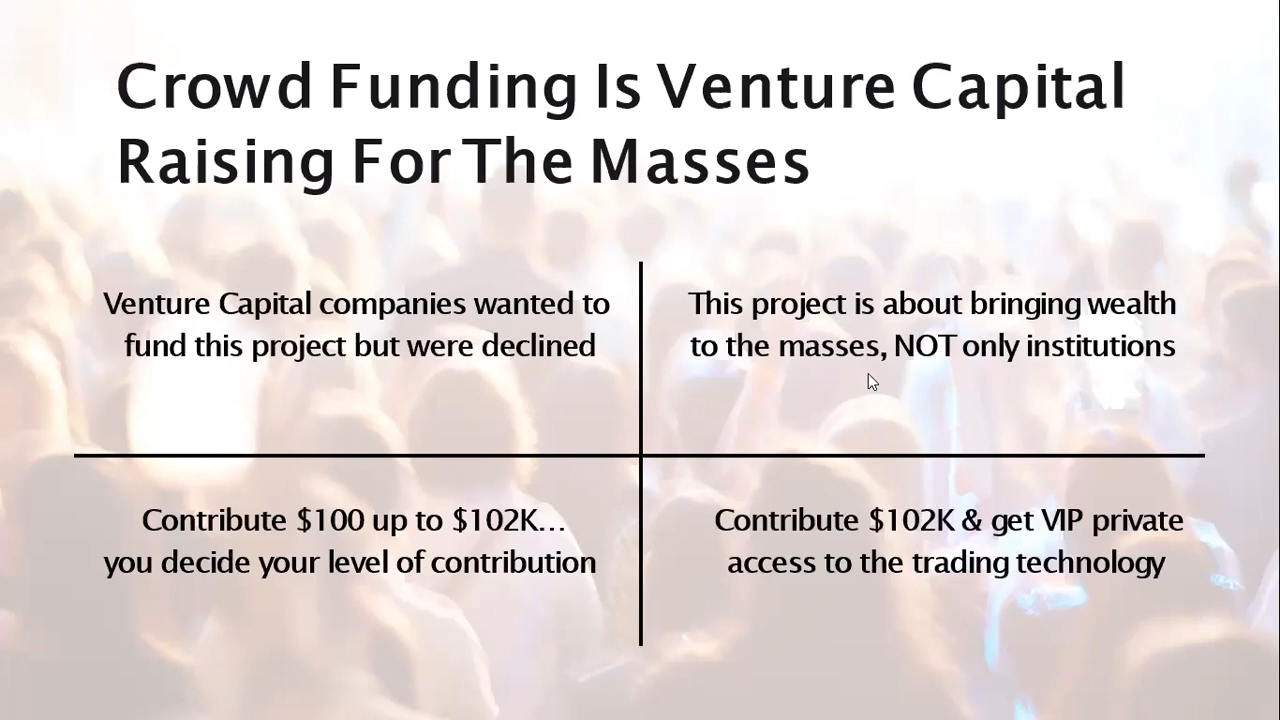 Crowd Funding Is Venture Capital
Raising For The Masses
Venture Capital companies wanted to
fund this project but were declined
This project is about bringing wealth
to the masses, NOT only institutions
Contribute $100 up to $102K...
you decide your level of contribution
Contribute $102K & get VIP private
access to the trading technology